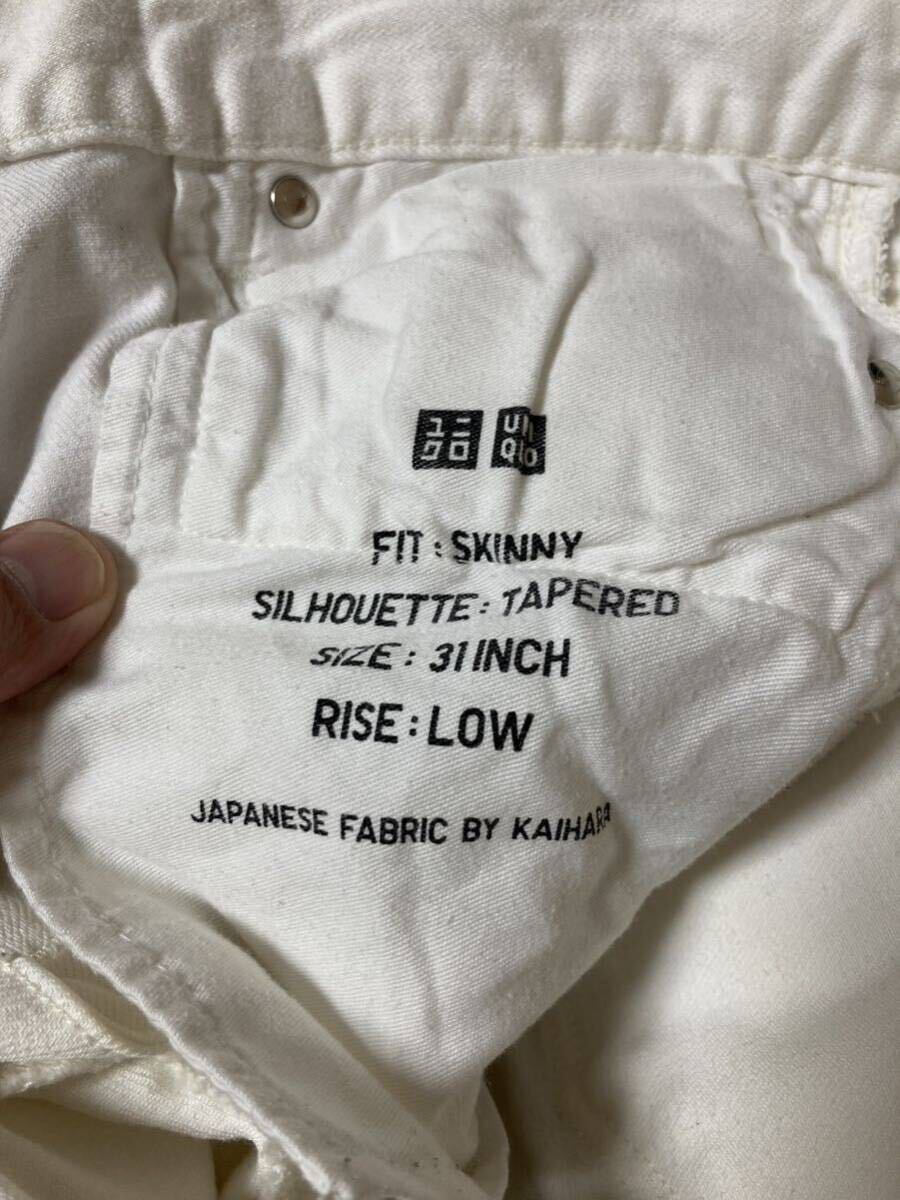 ユニ UNI
クロ QLO
FIT : SKINNY
SILHOUETTE : TAPERED
SIZE : 31 INCH
RISE : LOW
JAPANESE FABRIC BY KAIHARA